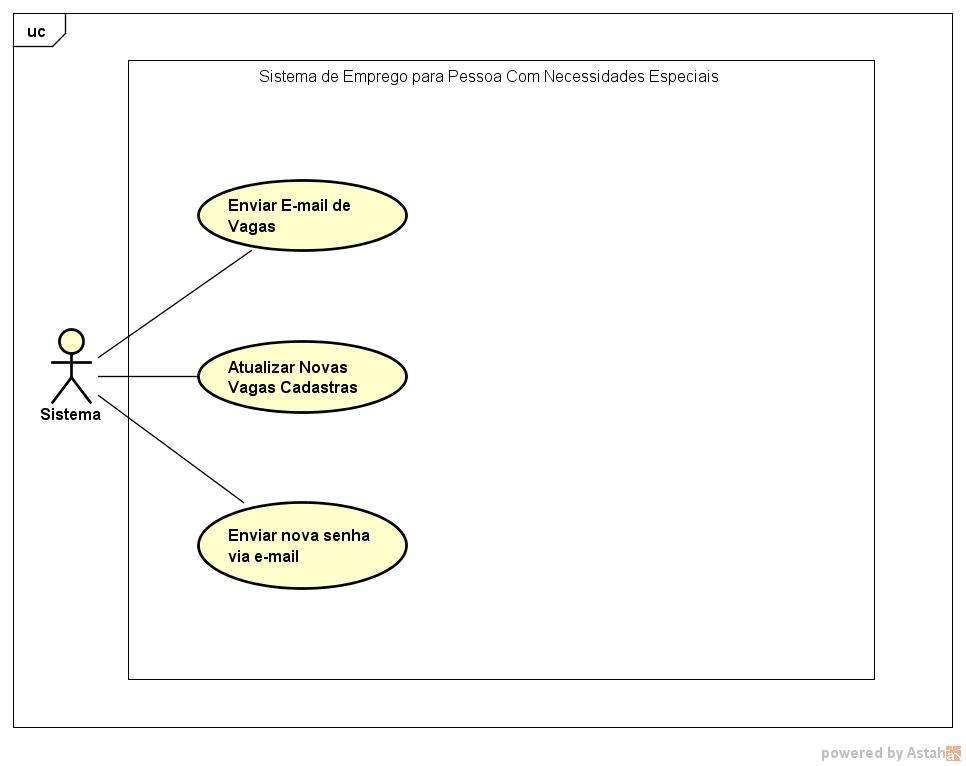 uc
Sistema de Emprego para Pessoa Com Necessidades Especiais
Enviar E-mail de
Vagas
Atualizar Novas
Vagas Cadastras
Sistema
Enviar nova senha
via e-mail
powered by Astah